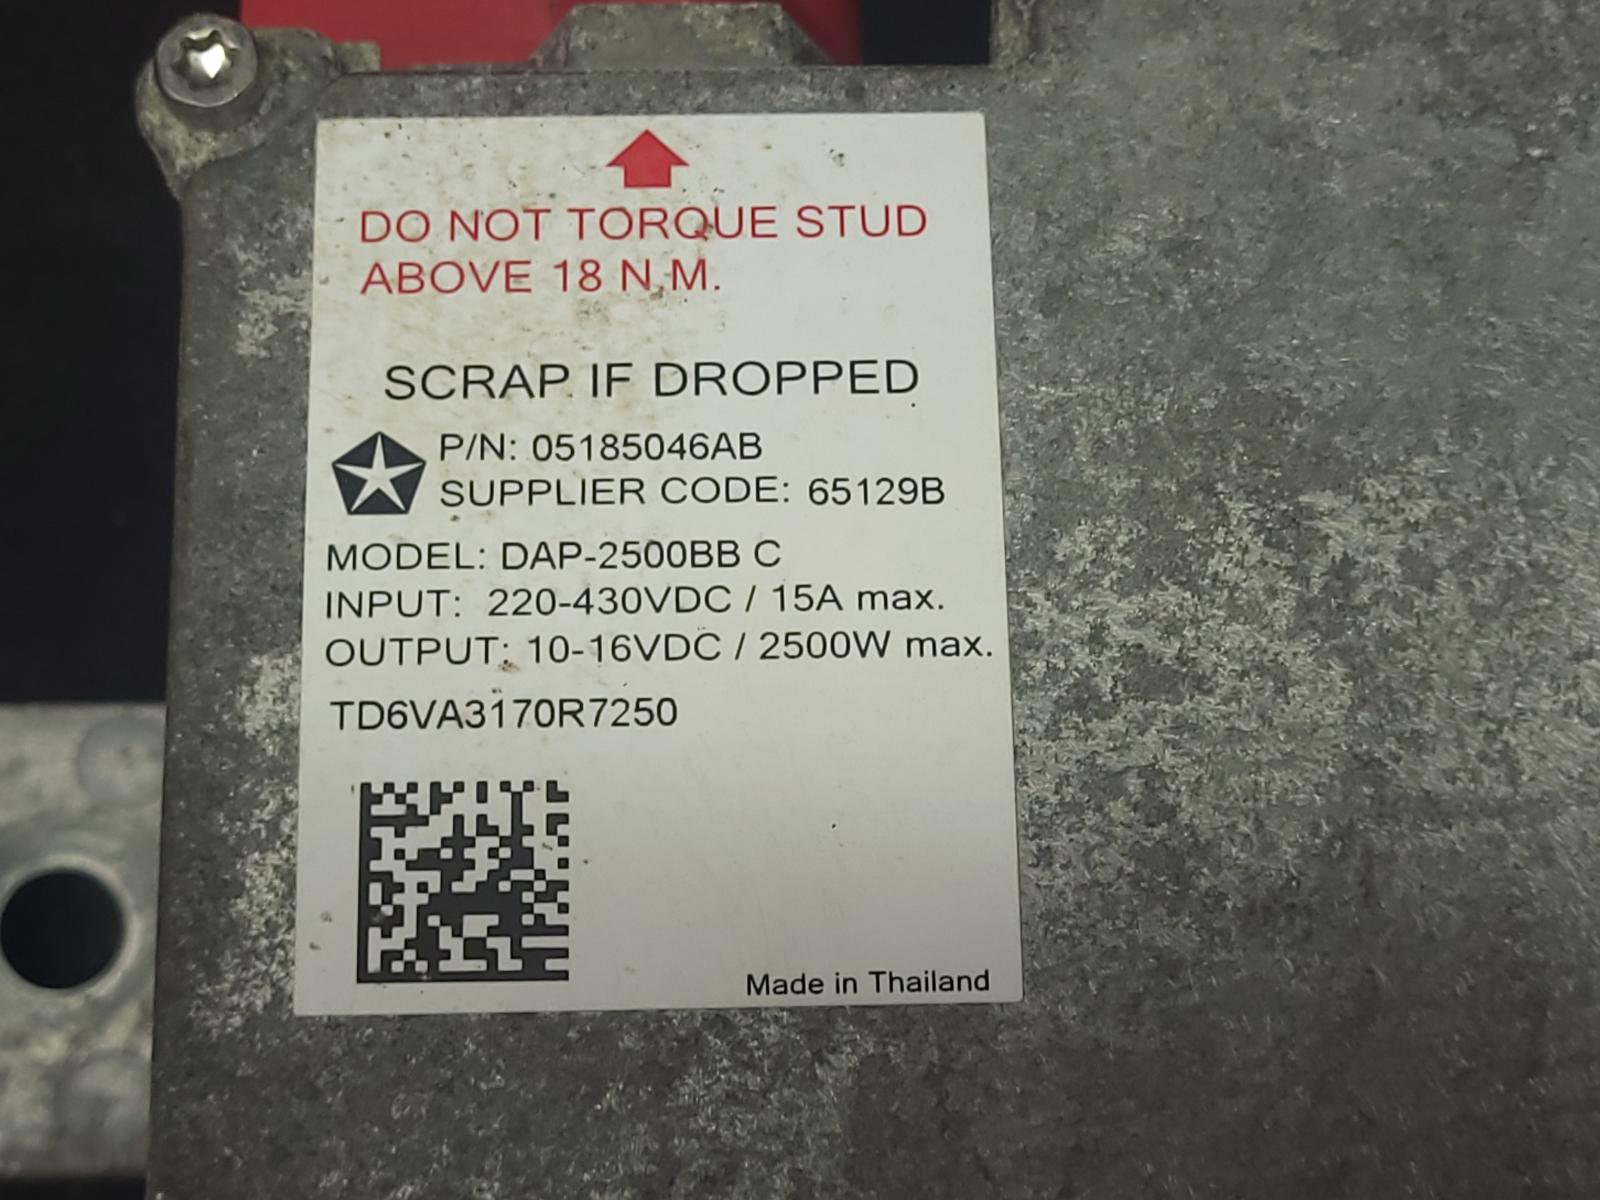 DO NOT TORQUE STUD
ABOVE 18 N.M.
SCRAP IF DROPPED
P/N: 05185046AB
SUPPLIER CODE: 65129B
MODEL: DAP-2500BB C
INPUT: 220-430VDC / 15A max.
OUTPUT: 10-16VDC / 2500W max.
TD6VA3170R7250
Made in Thailand